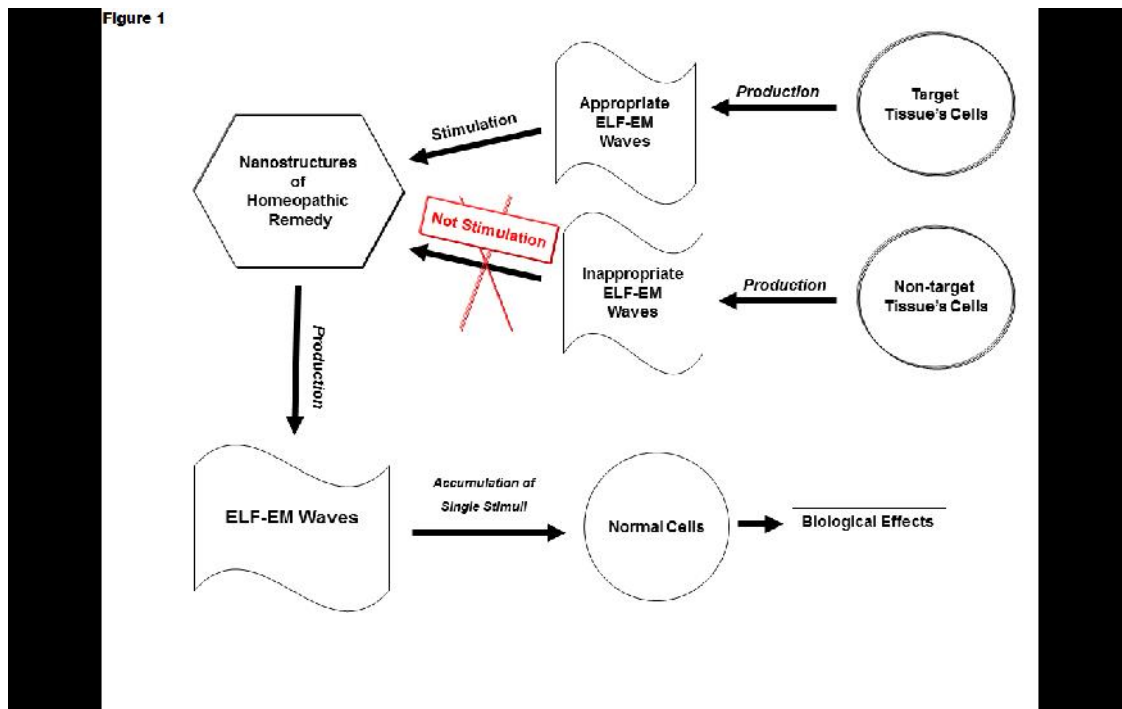 Figure 1
Appropriate
ELF-EM
Waves
Production
Target
Tissue's Cells
Stimulation
Nanostructures
of
Homeopathic
Remedy
Not Stimulation
Inappropriate
ELF-EM
Waves
Production
Non-target
Tissue's Cells
Production
ELF-EM Waves
Accumulation of
Single Stimuli
Normal Cells
Biological Effects